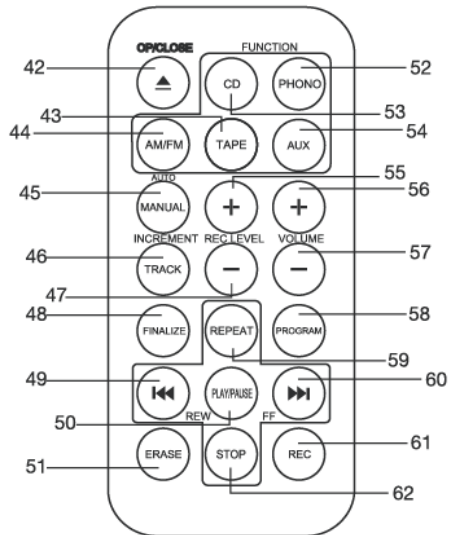 OP/CLOSE FUNCTION
42 52
CD PHONO
43 53
44 54
AM/FM TAPE AUX
AUTO 55
45 MANUAL + + 56
INCREMENT REC LEVEL VOLUME
46 57
TRACK − −
47
48 58
FINALIZE REPEAT PROGRAM
59
49 60
PLAY/PAUSE
50 REW FF
51 61
ERASE STOP REC
62